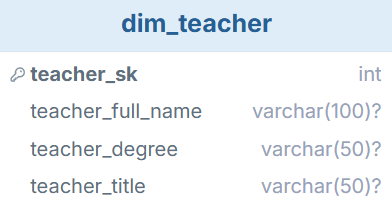 dim_teacher
teacher_sk int
teacher_full_name varchar(100)?
teacher_degree varchar(50)?
teacher_title varchar(50)?